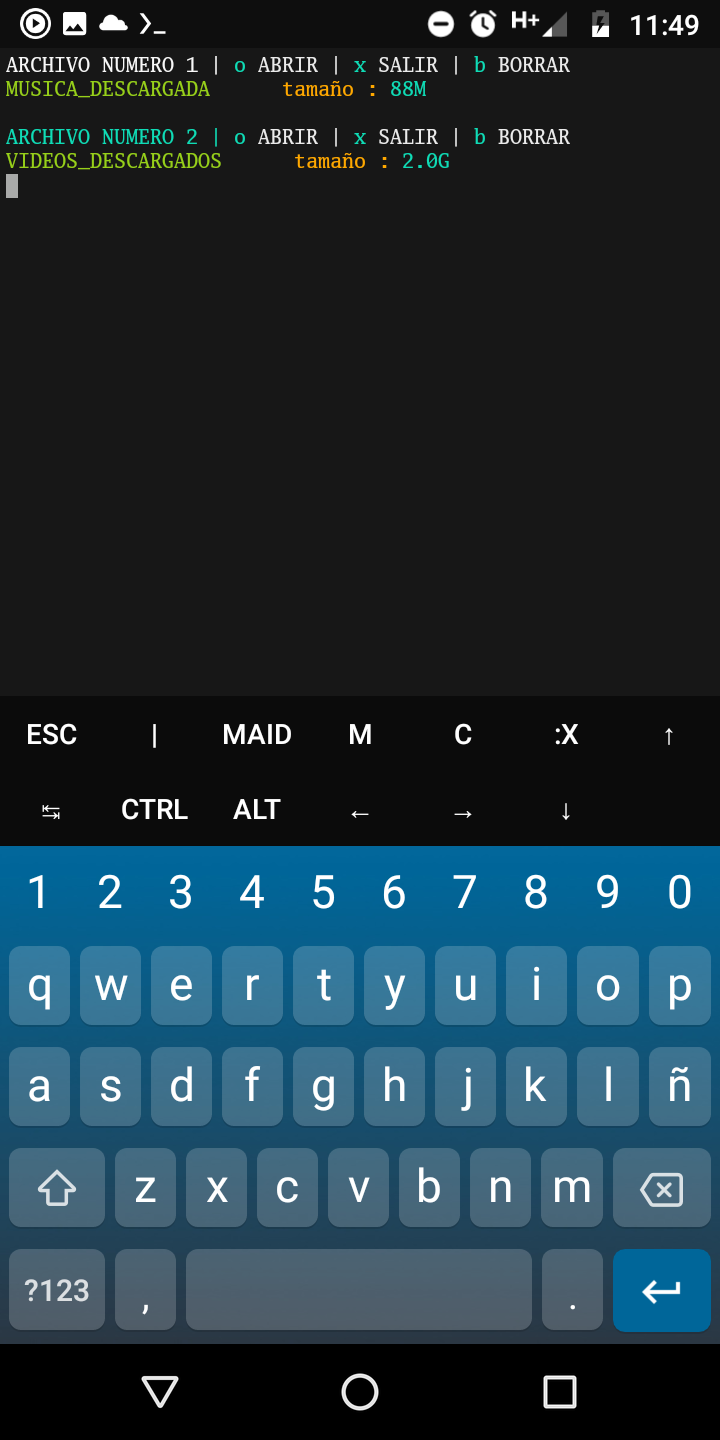 H+ 11:49
ARCHIVO NUMERO 1 | o ABRIR | x SALIR | b BORRAR
MUSICA_DESCARGADA tamaño : 88M
ARCHIVO NUMERO 2 | o ABRIR | x SALIR | b BORRAR
VIDEOS_DESCARGADOS tamaño : 2.0G
ESC | MAID M C :X ↑
↹ CTRL ALT ← → ↓
1 2 3 4 5 6 7 8 9 0
q w e r t y u i o p
a s d f g h j k l ñ
z x c v b n m
?123 , .